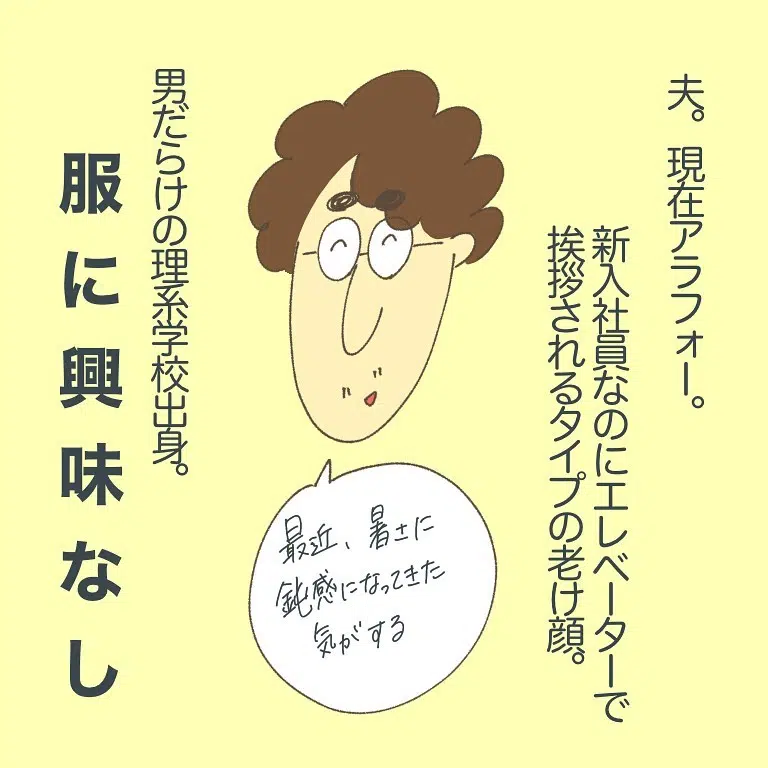 夫。現在アラフォー。
新入社員なのにエレベーターで
挨拶されるタイプの老け顔。
男だらけの理系学校出身。
服に興味なし
最近、暑さに
鈍感になってきた
気がする